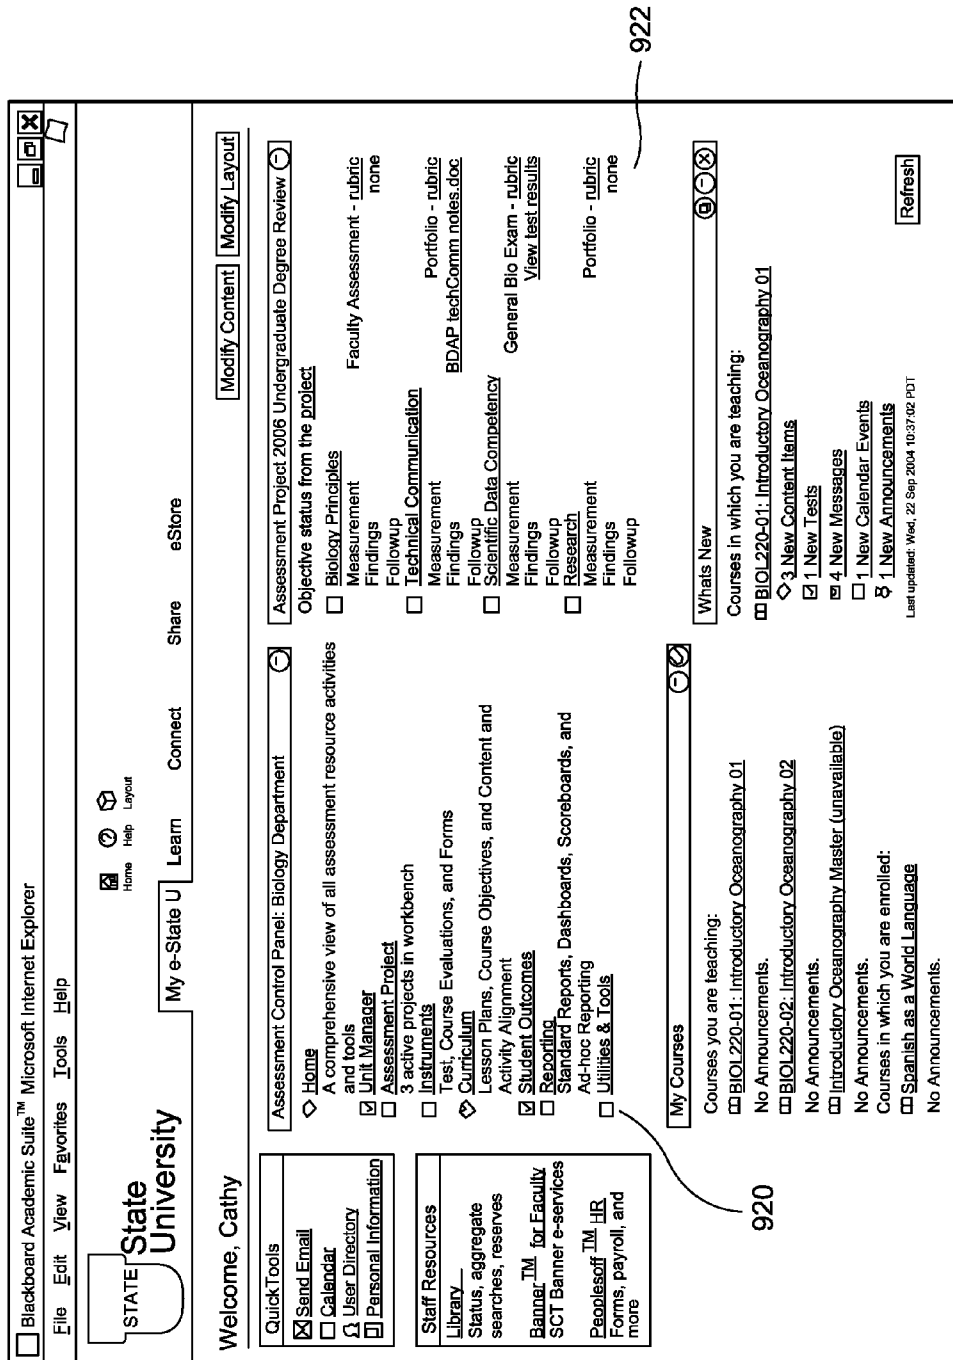 Blackboard Academic Suite™ Microsoft Internet Explorer
File Edit View Favorites Tools Help
STATE
State
University
Home Help Layout
My e-State U Learn Connect Share eStore
Welcome, Cathy
Modify Content Modify Layout
QuickTools
Send Email
Calendar
User Directory
Personal Information
Staff Resources
Library
Status, aggregate
searches, reserves
Banner™ for Faculty
SCT Banner e-services
Peoplesoff™ HR
Forms, payroll, and
more
Assessment Control Panel: Biology Department
Home
A comprehensive view of all assessment resource activities
and tools
Unit Manager
Assessment Project
3 active projects in workbench
Instruments
Test, Course Evaluations, and Forms
Curriculum
Lesson Plans, Course Objectives, and Content and
Activity Alignment
Student Outcomes
Reporting
Standard Reports, Dashboards, Scoreboards, and
Ad-hoc Reporting
Utilities & Tools
920
My Courses
Courses you are teaching:
BIOL220-01: Introductory Oceanography 01
No Announcements.
BIOL220-02: Introductory Oceanography 02
No Announcements.
Introductory Oceanography Master (unavailable)
No Announcements.
Courses in which you are enrolled:
Spanish as a World Language
No Announcements.
Assessment Project 2006 Undergraduate Degree Review
Objective status from the project
Biology Principles
Measurement Faculty Assessment - rubric
Findings none
Followup
Technical Communication
Measurement Portfolio - rubric
Findings BDAP techComm notes.doc
Followup
Scientific Data Competency
Measurement General Bio Exam - rubric
Findings View test results
Followup
Research
Measurement Portfolio - rubric
Findings none
Followup
922
Whats New
Courses in which you are teaching:
BIOL220-01: Introductory Oceanography 01
3 New Content Items
1 New Tests
4 New Messages
1 New Calendar Events
1 New Announcements
Last updated: Wed, 22 Sep 2004 10:37:02 PDT
Refresh